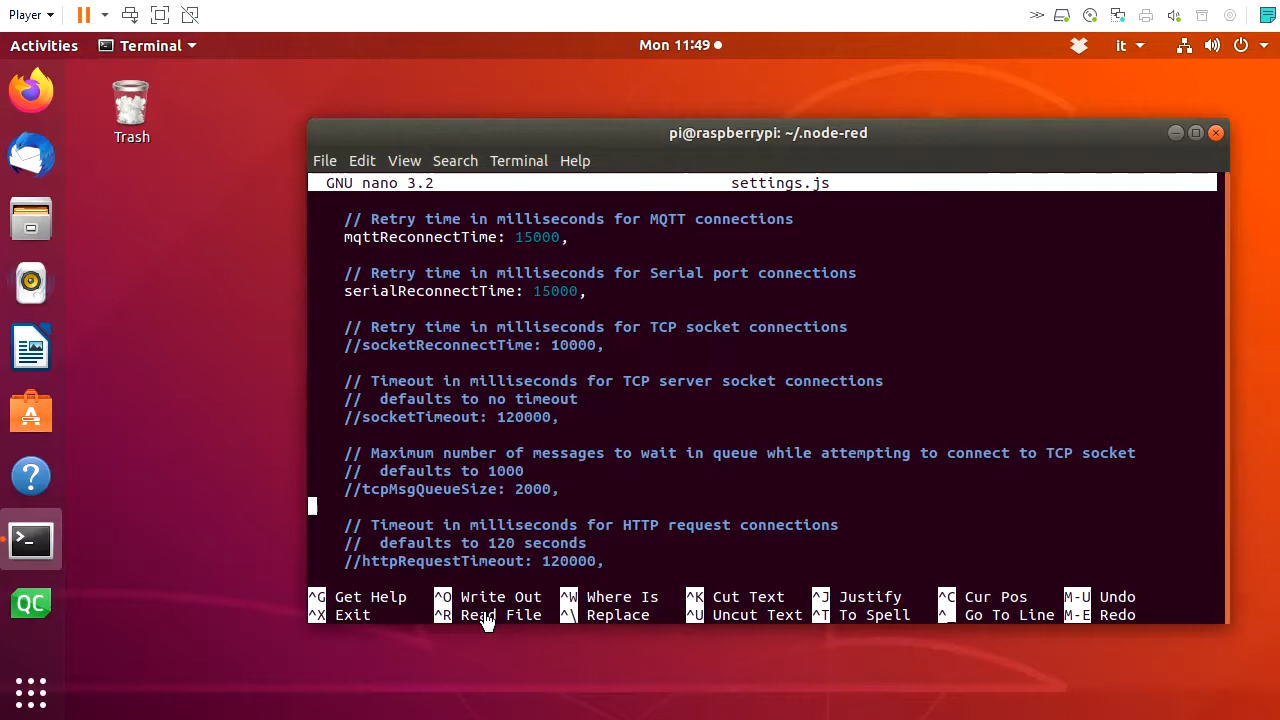 Player
Activities
Terminal
Mon 11:49
it
Trash
pi@raspberrypi: ~/.node-red
File Edit View Search Terminal Help
GNU nano 3.2 settings.js
// Retry time in milliseconds for MQTT connections
mqttReconnectTime: 15000,
// Retry time in milliseconds for Serial port connections
serialReconnectTime: 15000,
// Retry time in milliseconds for TCP socket connections
//socketReconnectTime: 10000,
// Timeout in milliseconds for TCP server socket connections
//  defaults to no timeout
//socketTimeout: 120000,
// Maximum number of messages to wait in queue while attempting to connect to TCP socket
//  defaults to 1000
//tcpMsgQueueSize: 2000,
// Timeout in milliseconds for HTTP request connections
//  defaults to 120 seconds
//httpRequestTimeout: 120000,
^G Get Help ^O Write Out ^W Where Is ^K Cut Text ^J Justify ^C Cur Pos M-U Undo
^X Exit ^R Read File ^\ Replace ^U Uncut Text ^T To Spell ^_ Go To Line M-E Redo
QC